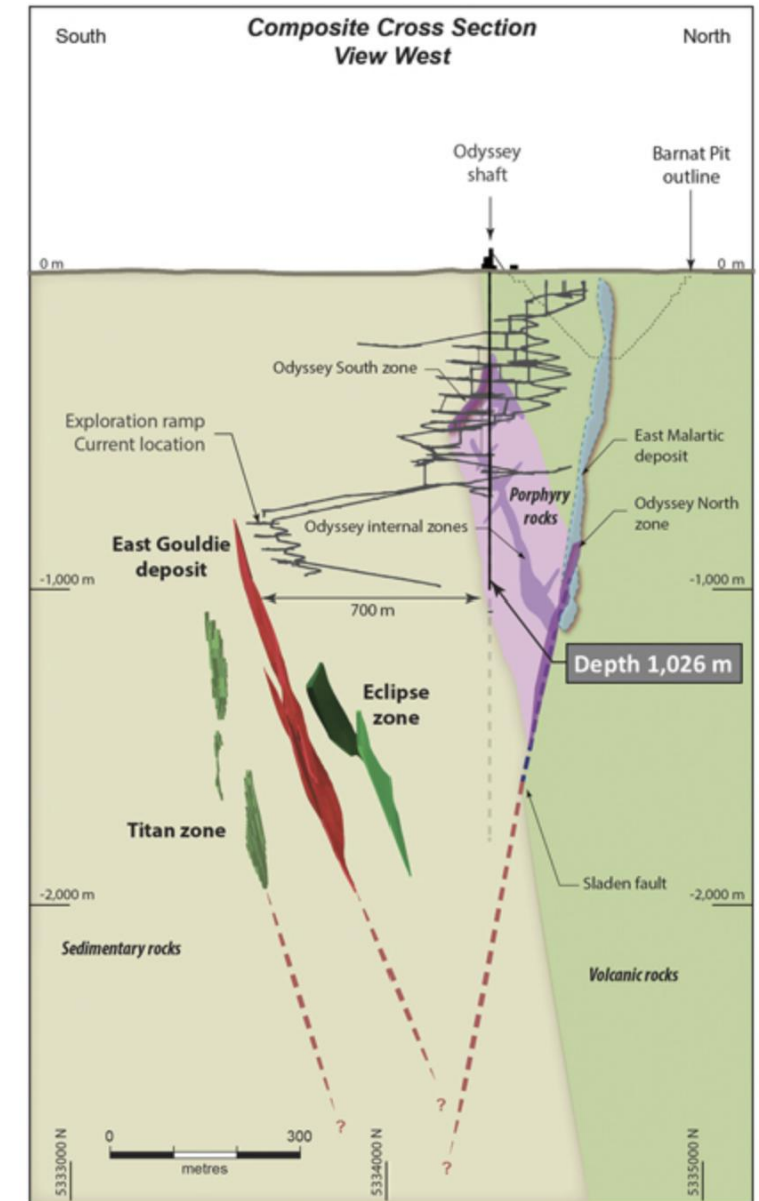 Composite Cross Section
View West
South
North
Odyssey
shaft
Barnat Pit
outline
0 m
0 m
Odyssey South zone
Exploration ramp
Current location
East Malartic
deposit
Porphyry
rocks
Odyssey North
zone
Odyssey internal zones
East Gouldie
deposit
-1,000 m
-1,000 m
700 m
Depth 1,026 m
Eclipse
zone
Titan zone
Sladen fault
-2,000 m
-2,000 m
Sedimentary rocks
Volcanic rocks
?
?
?
0
300
metres
5333000 N
5334000 N
5335000 N